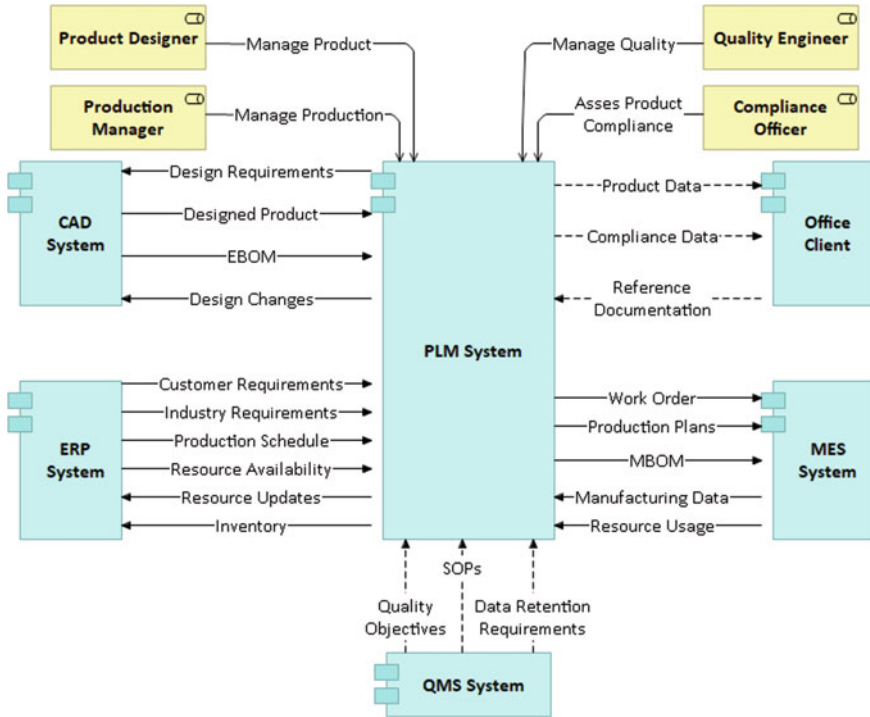 Product Designer
Manage Product
Manage Quality
Quality Engineer
Production
Manager
Manage Production
Asses Product
Compliance
Compliance
Officer
CAD
System
Design Requirements
Designed Product
EBOM
Design Changes
PLM System
Product Data
Compliance Data
Reference
Documentation
Office
Client
ERP
System
Customer Requirements
Industry Requirements
Production Schedule
Resource Availability
Resource Updates
Inventory
Work Order
Production Plans
MBOM
Manufacturing Data
Resource Usage
MES
System
SOPs
Quality
Objectives
Data Retention
Requirements
QMS System